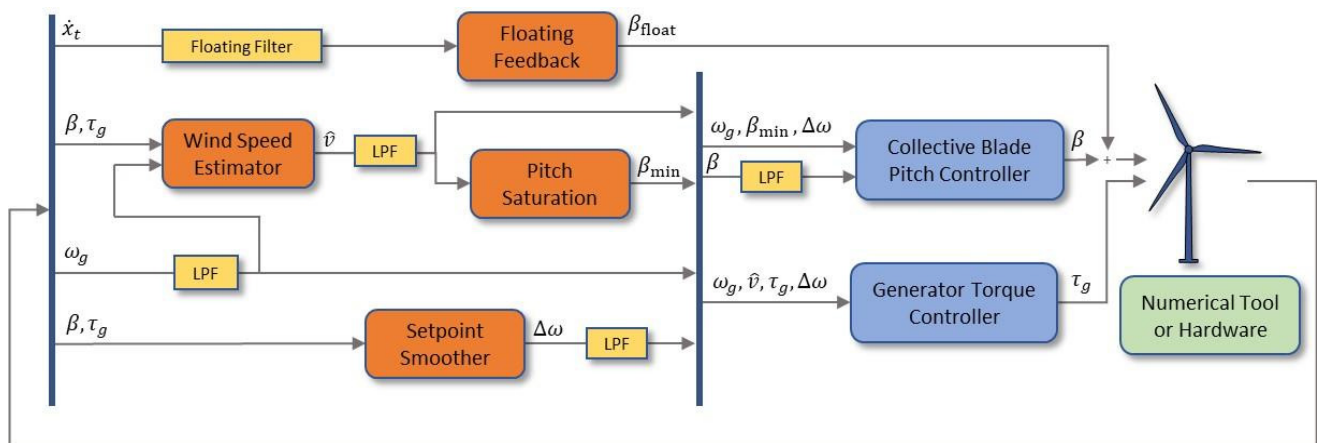 ẋₜ
Floating Filter
Floating
Feedback
β_float
β, τ_g
Wind Speed
Estimator
v̂
LPF
Pitch
Saturation
β_min
ω_g, β_min, Δω
β
LPF
Collective Blade
Pitch Controller
β
+
ω_g
LPF
ω_g, v̂, τ_g, Δω
Generator Torque
Controller
τ_g
Numerical Tool
or Hardware
β, τ_g
Setpoint
Smoother
Δω
LPF